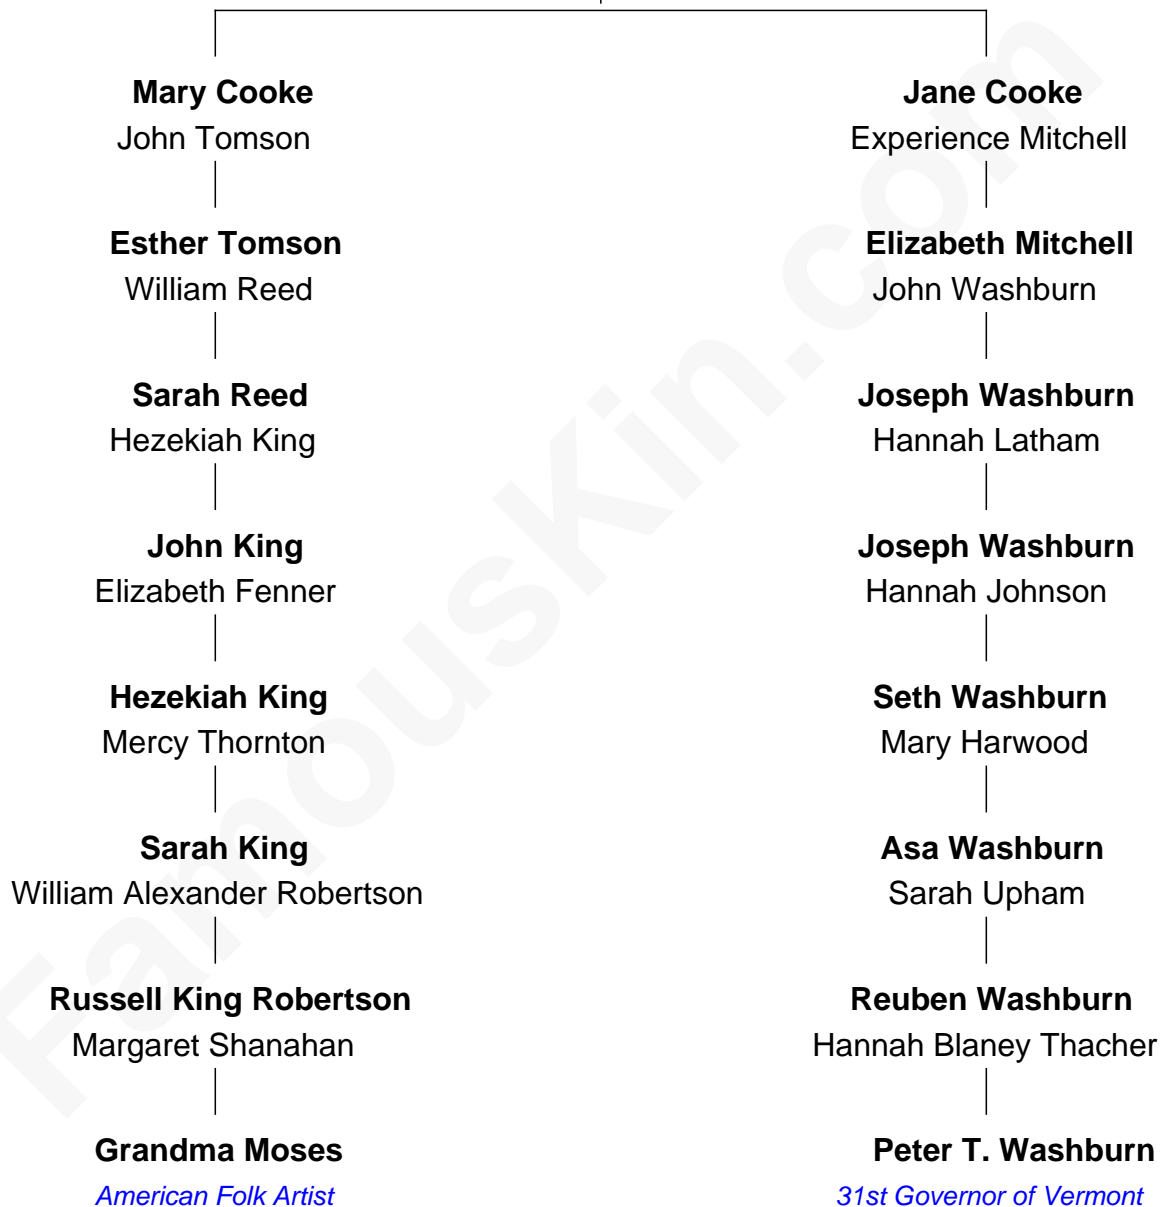 Mary Cooke
John Tomson
Jane Cooke
Experience Mitchell
Esther Tomson
William Reed
Elizabeth Mitchell
John Washburn
Sarah Reed
Hezekiah King
Joseph Washburn
Hannah Latham
John King
Elizabeth Fenner
Joseph Washburn
Hannah Johnson
Hezekiah King
Mercy Thornton
Seth Washburn
Mary Harwood
Sarah King
William Alexander Robertson
Asa Washburn
Sarah Upham
Russell King Robertson
Margaret Shanahan
Reuben Washburn
Hannah Blaney Thacher
Grandma Moses
American Folk Artist
Peter T. Washburn
31st Governor of Vermont
FamousKin.com